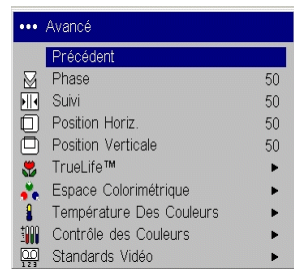 ••• Avancé
Précédent
Phase 50
Suivi 50
Position Horiz. 50
Position Verticale 50
TrueLife™
Espace Colorimétrique
Température Des Couleurs
Contrôle des Couleurs
Standards Vidéo